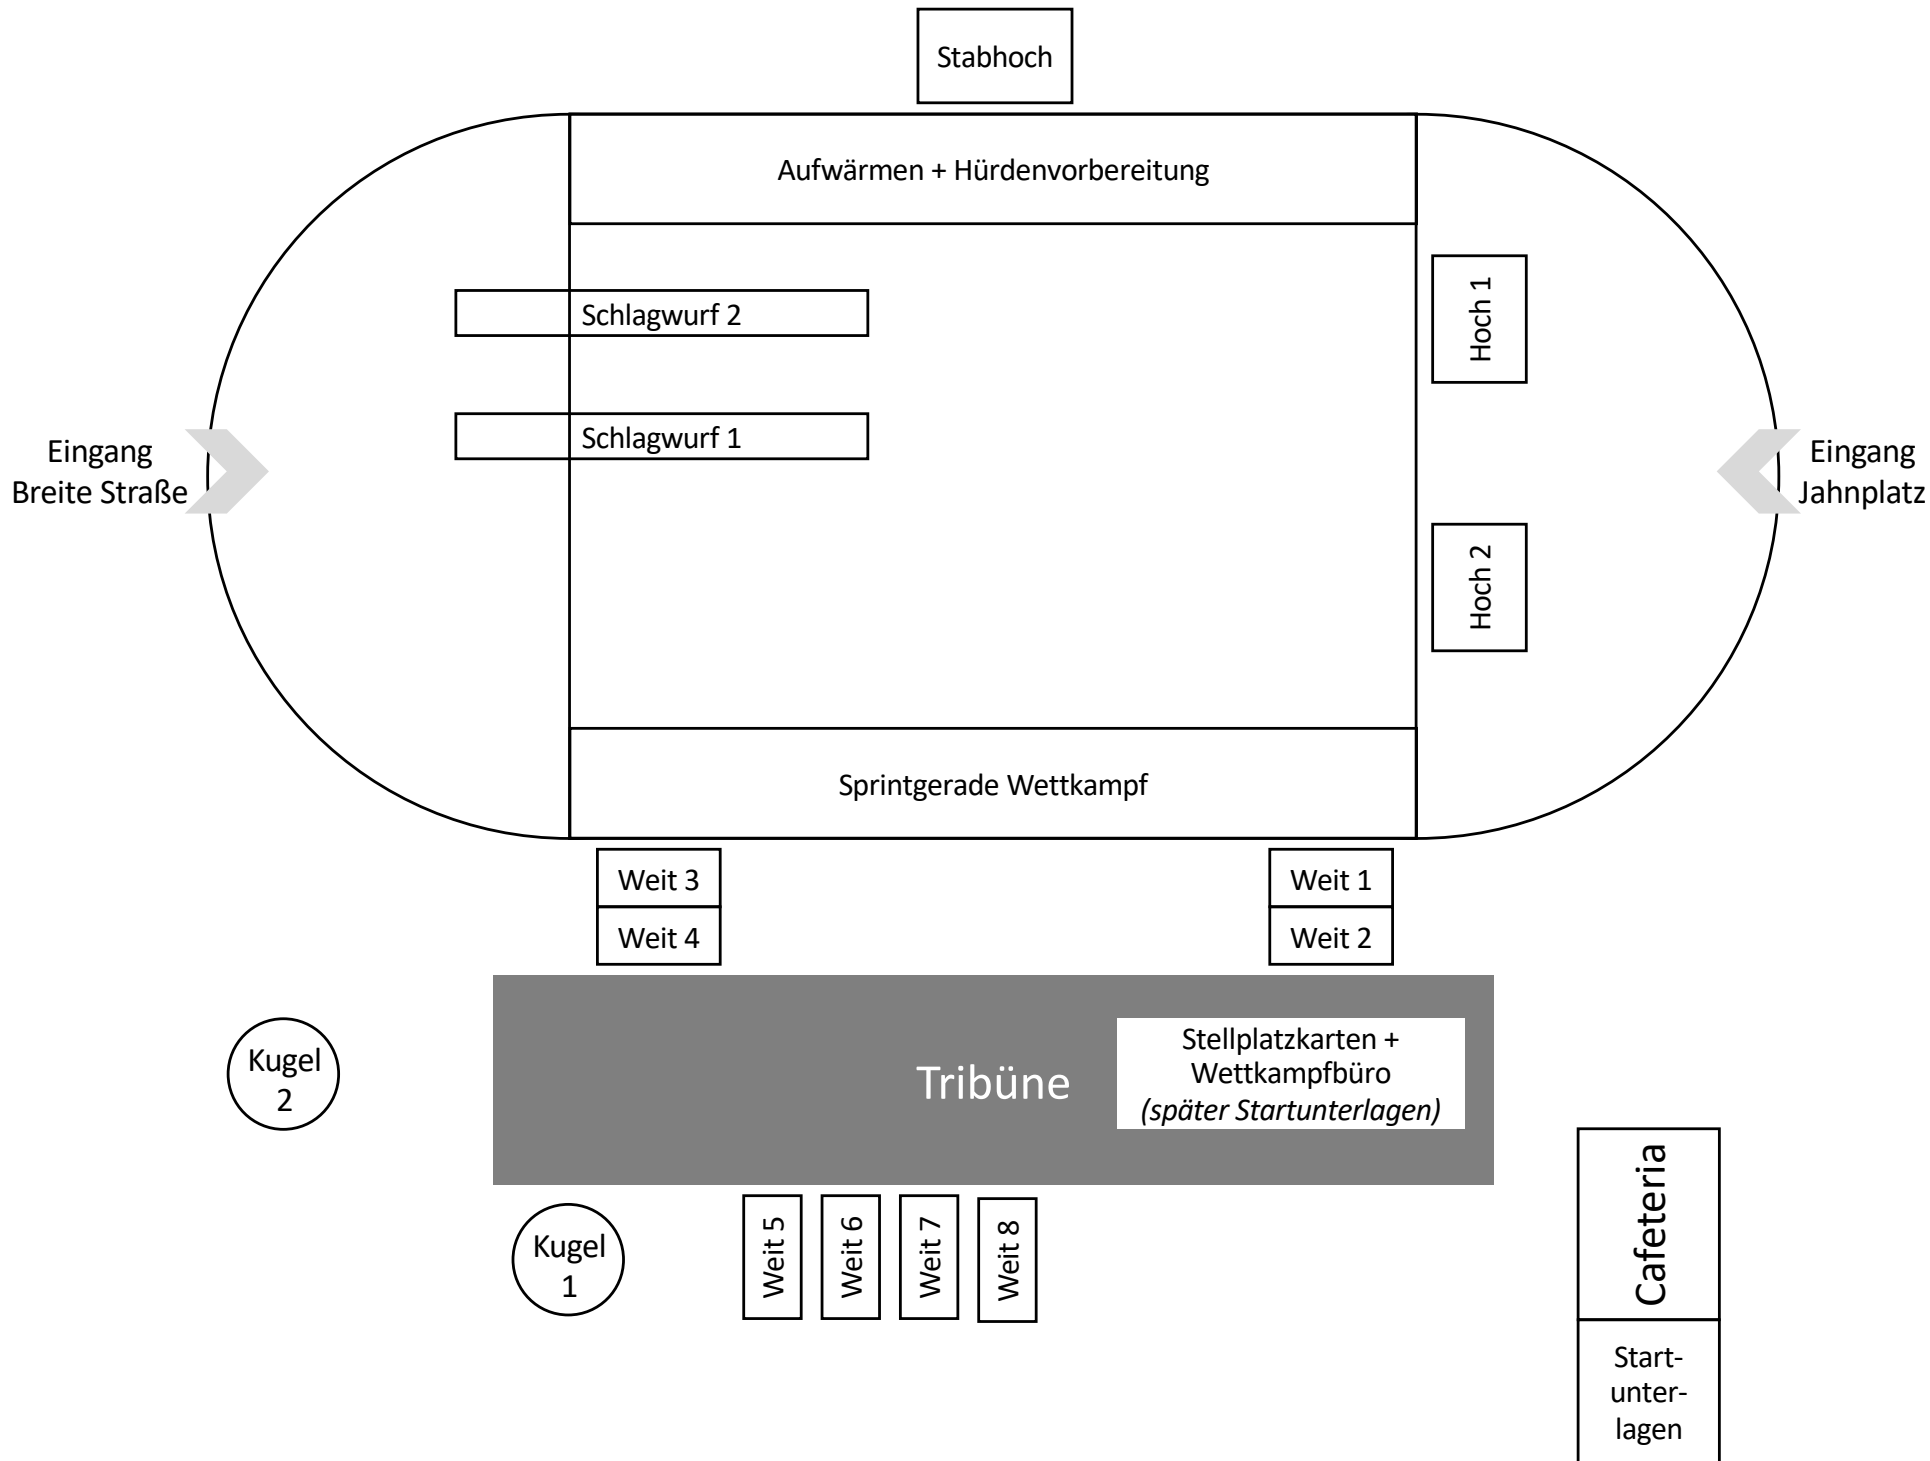 Stabhoch
Aufwärmen + Hürdenvorbereitung
Schlagwurf 2
Hoch 1
Schlagwurf 1
Eingang
Breite Straße
Eingang
Jahnplatz
Hoch 2
Sprintgerade Wettkampf
Weit 3
Weit 1
Weit 4
Weit 2
Kugel
2
Tribüne
Stellplatzkarten +
Wettkampfbüro
(später Startunterlagen)
Kugel
1
Weit 5
Weit 6
Weit 7
Weit 8
Cafeteria
Start-
unter-
lagen